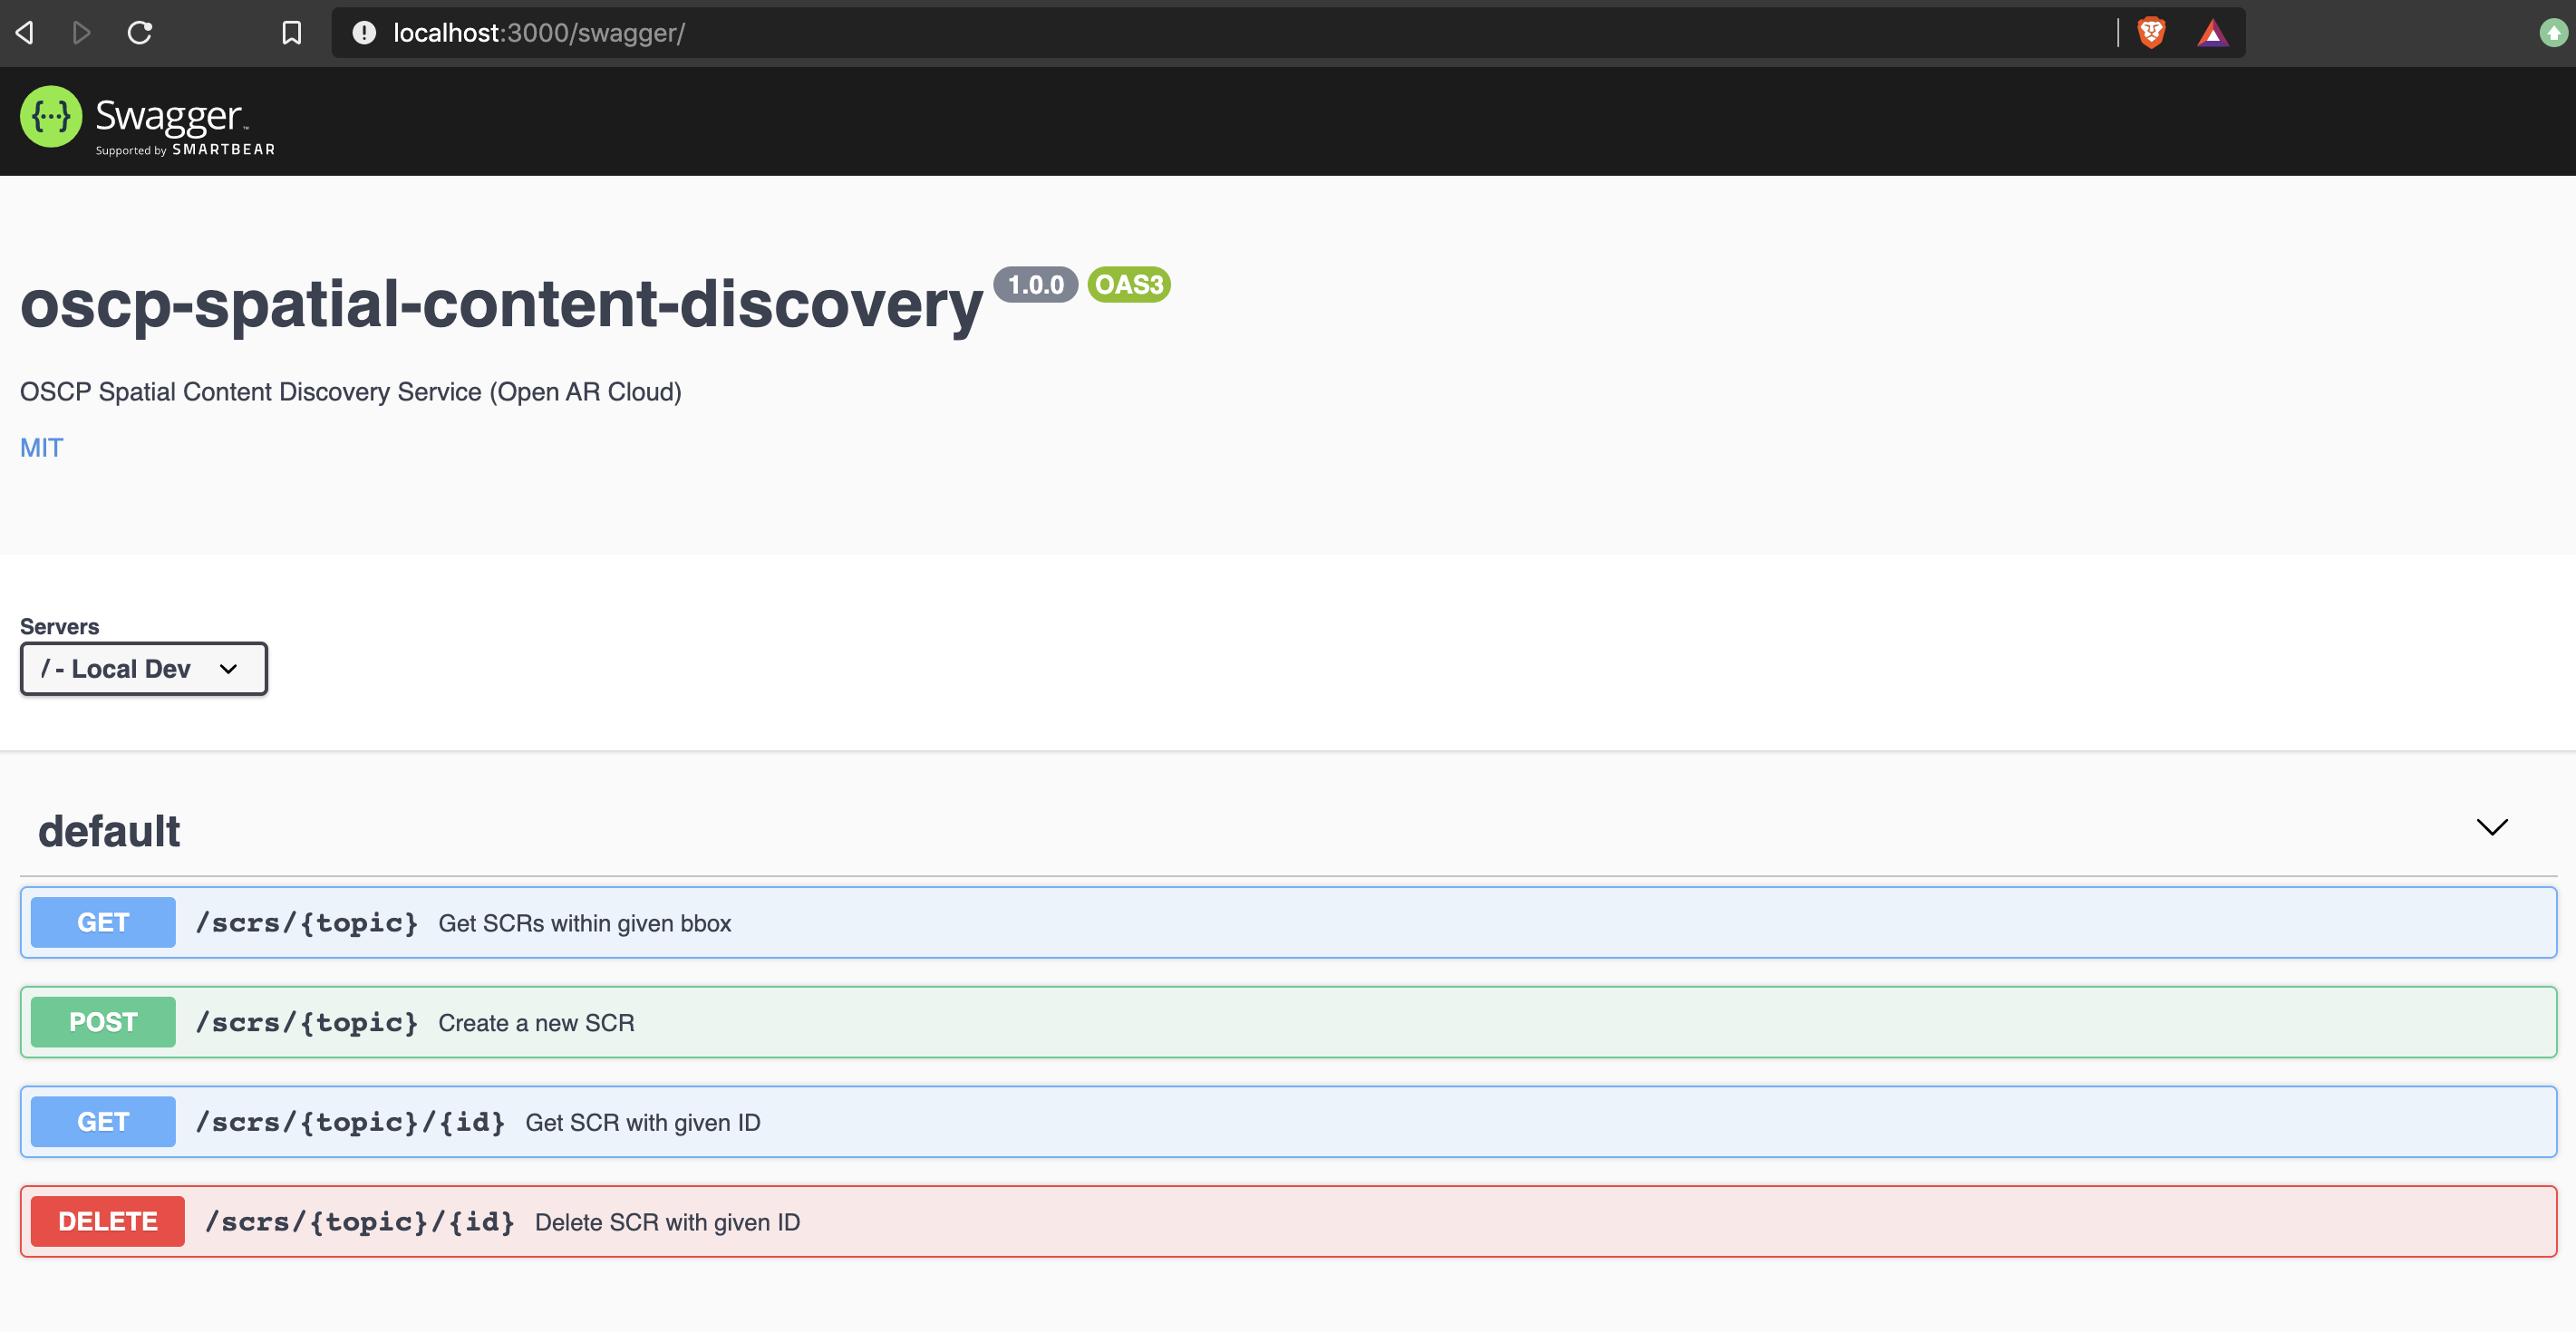 localhost:3000/swagger/
Swagger™
Supported by SMARTBEAR
oscp-spatial-content-discovery 1.0.0 OAS3
OSCP Spatial Content Discovery Service (Open AR Cloud)
MIT
Servers
/ - Local Dev
default
GET /scrs/{topic} Get SCRs within given bbox
POST /scrs/{topic} Create a new SCR
GET /scrs/{topic}/{id} Get SCR with given ID
DELETE /scrs/{topic}/{id} Delete SCR with given ID